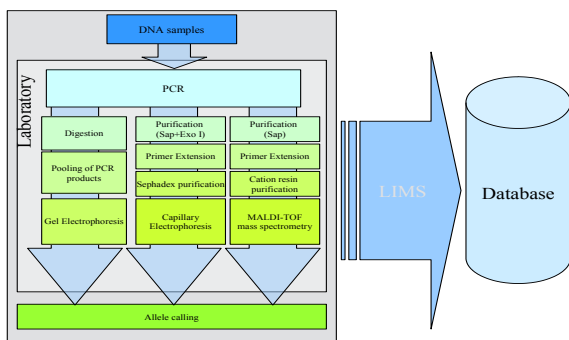 DNA samples
Laboratory
PCR
Digestion
Pooling of PCR
products
Gel Electrophoresis
Purification
(Sap+Exo I)
Primer Extension
Sephadex purification
Capillary
Electrophoresis
Purification
(Sap)
Primer Extension
Cation resin
purification
MALDI-TOF
mass spectrometry
Allele calling
LIMS
Database